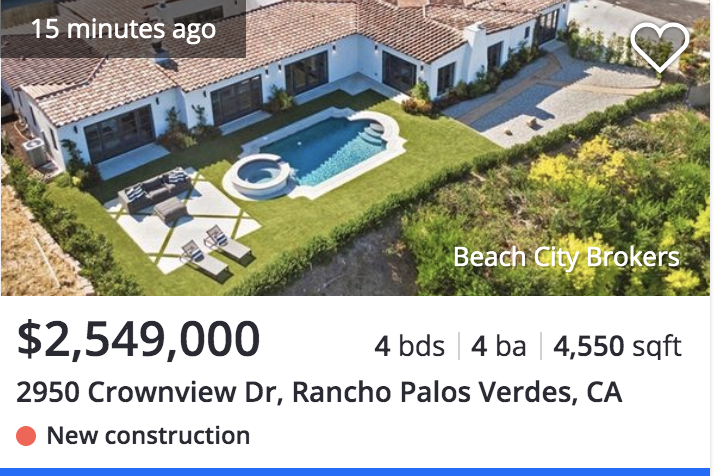 15 minutes ago
Beach City Brokers
$2,549,000 4 bds | 4 ba | 4,550 sqft
2950 Crownview Dr, Rancho Palos Verdes, CA
New construction